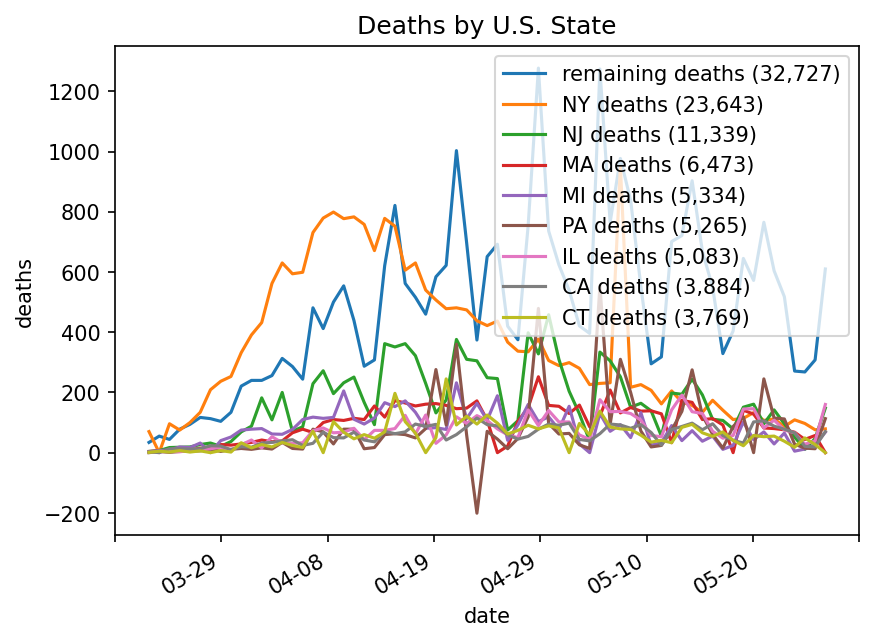 Deaths by U.S. State
remaining deaths (32,727)
NY deaths (23,643)
NJ deaths (11,339)
MA deaths (6,473)
MI deaths (5,334)
PA deaths (5,265)
IL deaths (5,083)
CA deaths (3,884)
CT deaths (3,769)
deaths
1200
1000
800
600
400
200
0
−200
03-29
04-08
04-19
04-29
05-10
05-20
date